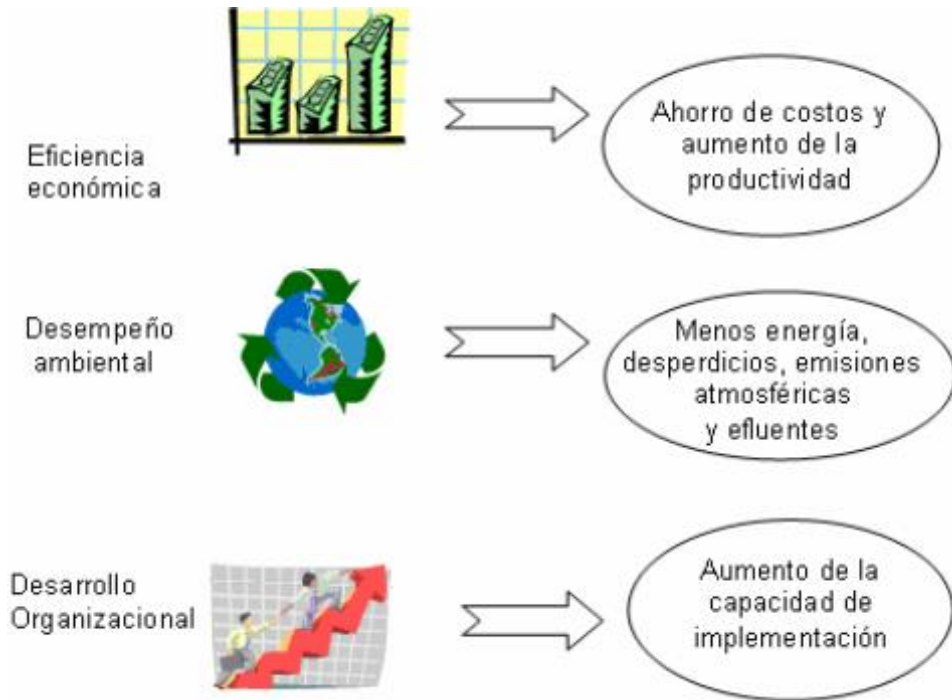 Eficiencia
económica
Ahorro de costos y
aumento de la
productividad
Desempeño
ambiental
Menos energía,
desperdicios, emisiones
atmosféricas
y efluentes
Desarrollo
Organizacional
Aumento de la
capacidad de
implementación